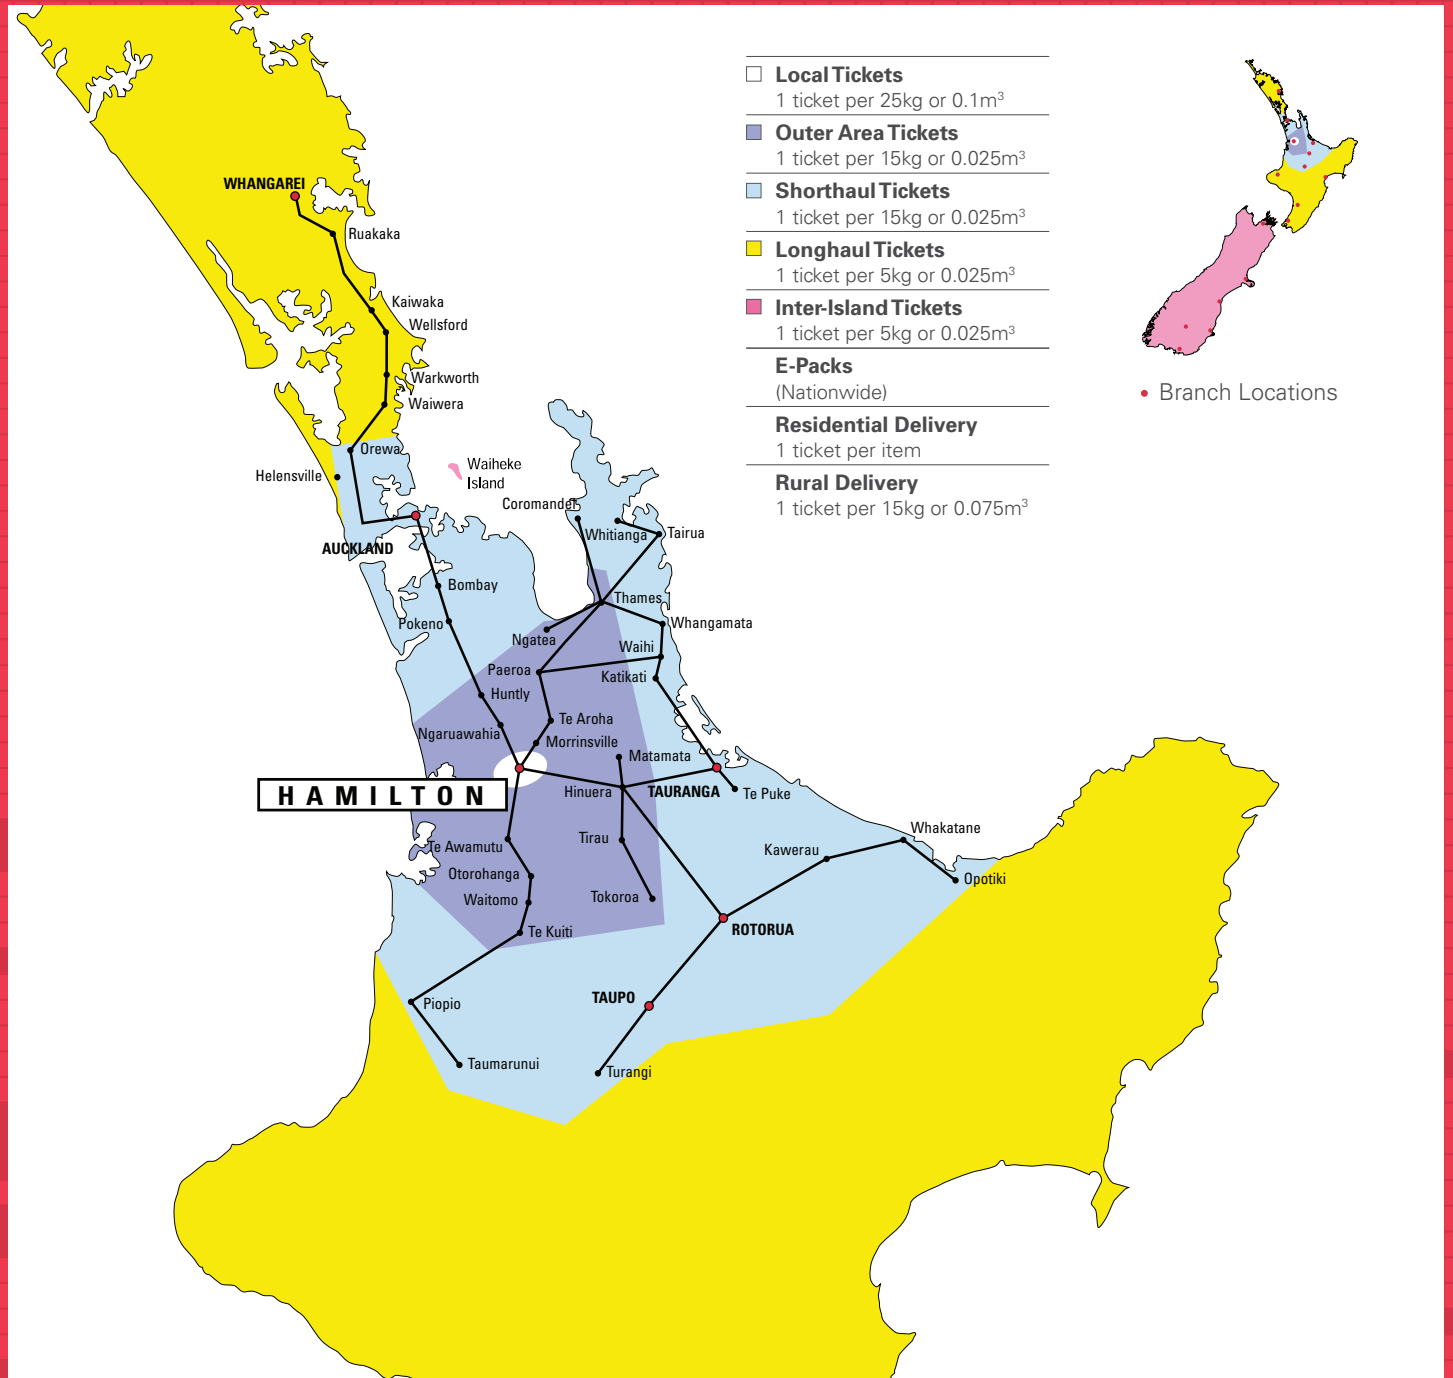 Local Tickets
1 ticket per 25kg or 0.1m³
Outer Area Tickets
1 ticket per 15kg or 0.025m³
Shorthaul Tickets
1 ticket per 15kg or 0.025m³
Longhaul Tickets
1 ticket per 5kg or 0.025m³
Inter-Island Tickets
1 ticket per 5kg or 0.025m³
E-Packs
(Nationwide)
Residential Delivery
1 ticket per item
Rural Delivery
1 ticket per 15kg or 0.075m³
Branch Locations
WHANGAREI
Ruakaka
Kaiwaka
Wellsford
Warkworth
Waiwera
Orewa
Helensville
Waiheke
Island
Coromandel
Whitianga
Tairua
AUCKLAND
Bombay
Thames
Pokeno
Whangamata
Ngatea
Waihi
Paeroa
Katikati
Huntly
Te Aroha
Ngaruawahia
Morrinsville
Matamata
HAMILTON
Hinuera
TAURANGA
Te Puke
Whakatane
Tirau
Te Awamutu
Kawerau
Otorohanga
Opotiki
Tokoroa
Waitomo
ROTORUA
Te Kuiti
TAUPO
Piopio
Taumarunui
Turangi